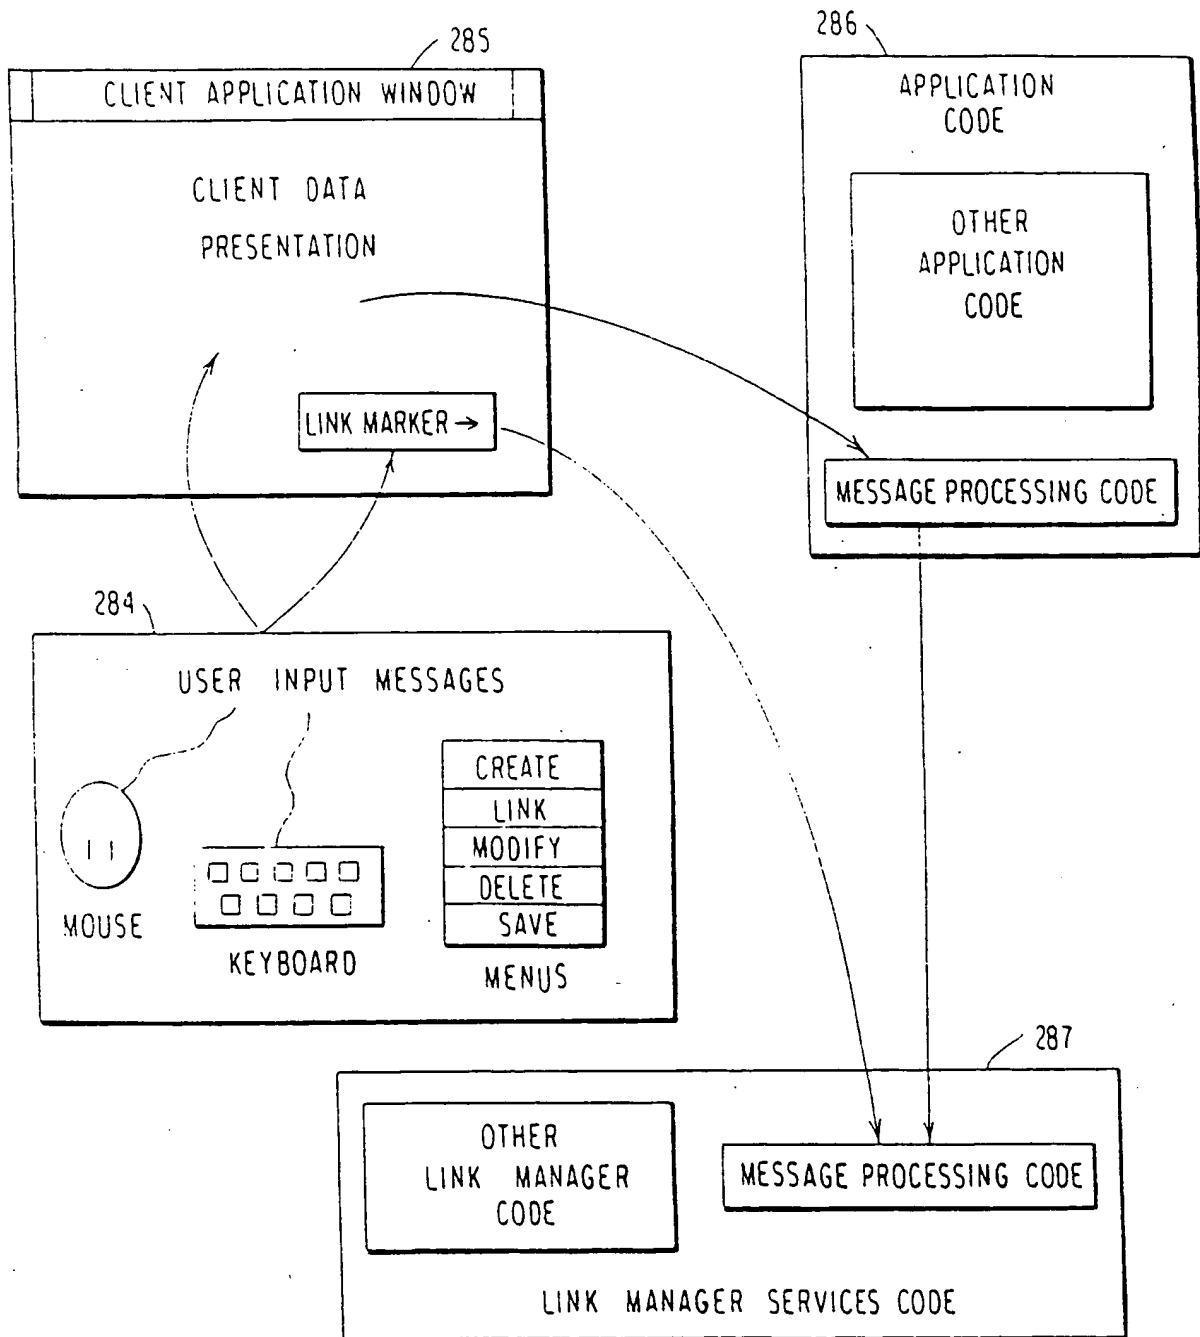 285
CLIENT APPLICATION WINDOW
CLIENT DATA
PRESENTATION
LINK MARKER →
286
APPLICATION
CODE
OTHER
APPLICATION
CODE
MESSAGE PROCESSING CODE
284
USER INPUT MESSAGES
MOUSE
KEYBOARD
CREATE
LINK
MODIFY
DELETE
SAVE
MENUS
287
OTHER
LINK MANAGER
CODE
MESSAGE PROCESSING CODE
LINK MANAGER SERVICES CODE